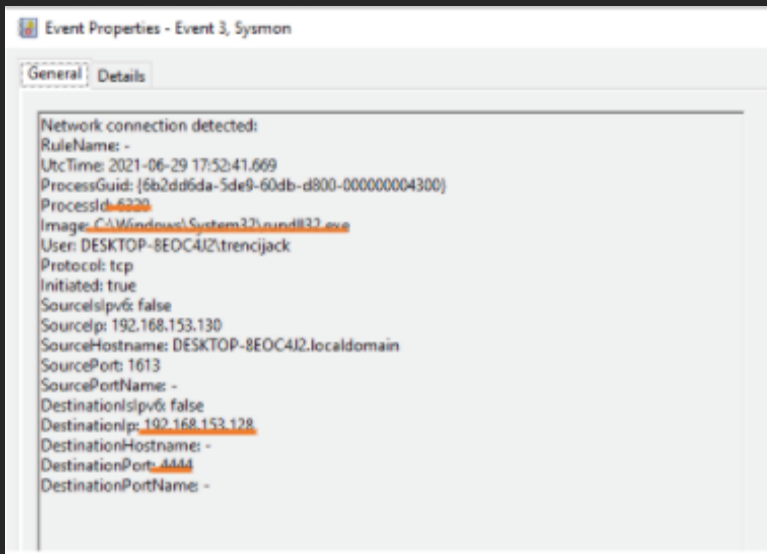 Event Properties - Event 3, Sysmon
General Details
Network connection detected:
RuleName: -
UtcTime: 2021-06-29 17:52:41.669
ProcessGuid: {6b2dd6da-5de9-60db-d800-000000004300}
ProcessId:
Image: C:\Windows\System32\rundll32.exe
User: DESKTOP-8EOC4J2\trencijack
Protocol: tcp
Initiated: true
SourceIsIpv6: false
SourceIp: 192.168.153.130
SourceHostname: DESKTOP-8EOC4J2.localdomain
SourcePort: 1613
SourcePortName: -
DestinationIsIpv6: false
DestinationIp: 192.168.153.128
DestinationHostname: -
DestinationPort: 4444
DestinationPortName: -